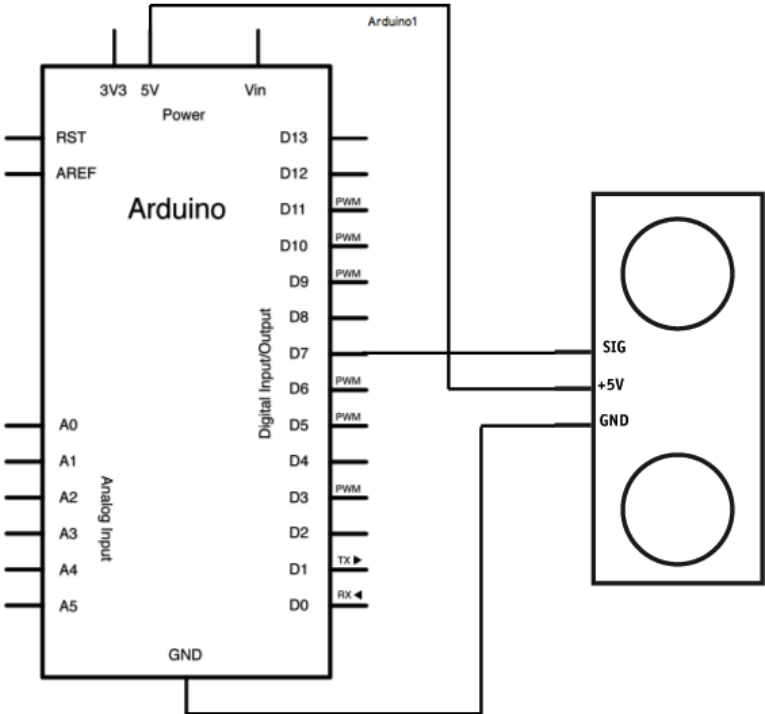 Arduino1
3V3 5V Vin
Power
RST D13
AREF D12
Arduino
D11 PWM
D10 PWM
D9 PWM
D8
D7
D6 PWM
D5 PWM
D4
D3 PWM
D2
D1 TX ▶
D0 RX ◀
Digital Input/Output
A0
A1
A2
A3
A4
A5
Analog Input
GND
SIG
+5V
GND